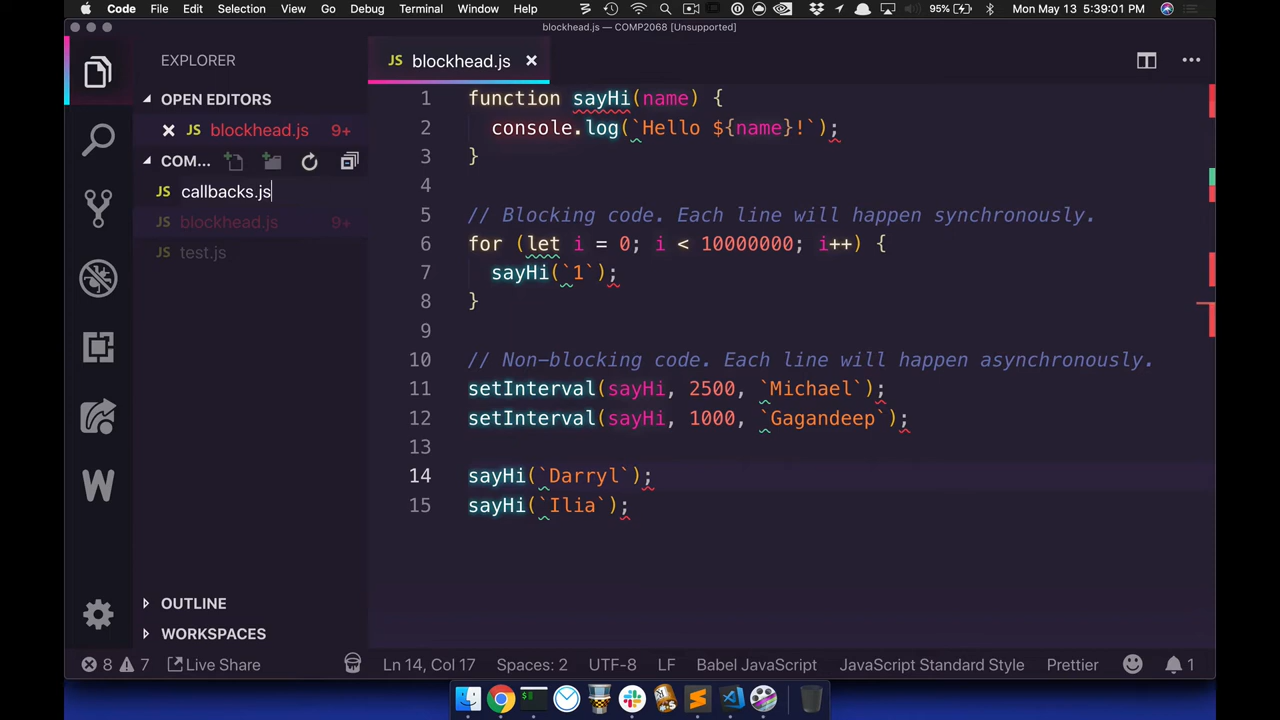 Code File Edit Selection View Go Debug Terminal Window Help 95% Mon May 13 5:39:01 PM
blockhead.js — COMP2068 [Unsupported]
EXPLORER
JS blockhead.js
OPEN EDITORS
JS blockhead.js 9+
COM...
JS callbacks.js
JS blockhead.js 9+
JS test.js
OUTLINE
WORKSPACES
1 function sayHi(name) {
2 console.log(`Hello ${name}!`);
3 }
4
5 // Blocking code. Each line will happen synchronously.
6 for (let i = 0; i < 10000000; i++) {
7 sayHi(`1`);
8 }
9
10 // Non-blocking code. Each line will happen asynchronously.
11 setInterval(sayHi, 2500, `Michael`);
12 setInterval(sayHi, 1000, `Gagandeep`);
13
14 sayHi(`Darryl`);
15 sayHi(`Ilia`);
8 7 Live Share Ln 14, Col 17 Spaces: 2 UTF-8 LF Babel JavaScript JavaScript Standard Style Prettier 1